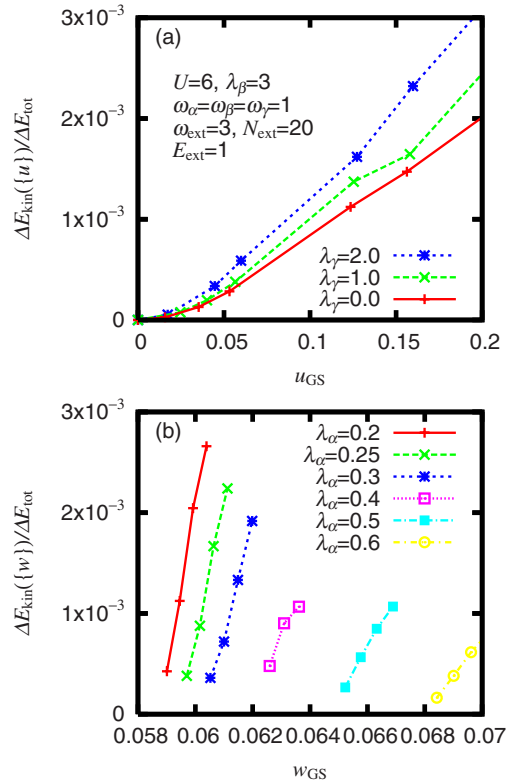 (a)
U=6, λβ=3
ωα=ωβ=ωγ=1
ωext=3, Next=20
Eext=1
λγ=2.0
λγ=1.0
λγ=0.0
ΔEkin({u})/ΔEtot
3x10⁻³
2x10⁻³
1x10⁻³
0
0 0.05 0.1 0.15 0.2
uGS
(b)
λα=0.2
λα=0.25
λα=0.3
λα=0.4
λα=0.5
λα=0.6
ΔEkin({w})/ΔEtot
3x10⁻³
2x10⁻³
1x10⁻³
0
0.058 0.06 0.062 0.064 0.066 0.068 0.07
wGS